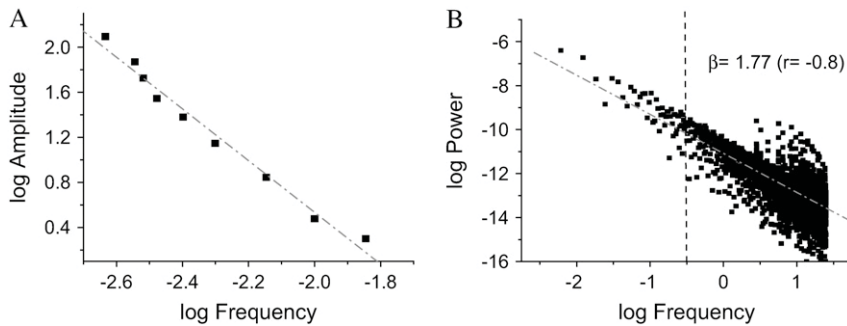 A
log Amplitude
2.0
1.6
1.2
0.8
0.4
-2.6 -2.4 -2.2 -2.0 -1.8
log Frequency
B
log Power
-6
-8
-10
-12
-14
-16
β= 1.77 (r= -0.8)
-2 -1 0 1
log Frequency